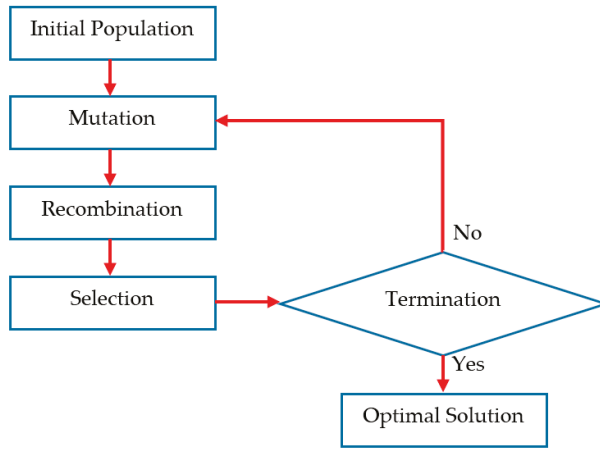 Initial Population
Mutation
Recombination
No
Selection
Termination
Yes
Optimal Solution